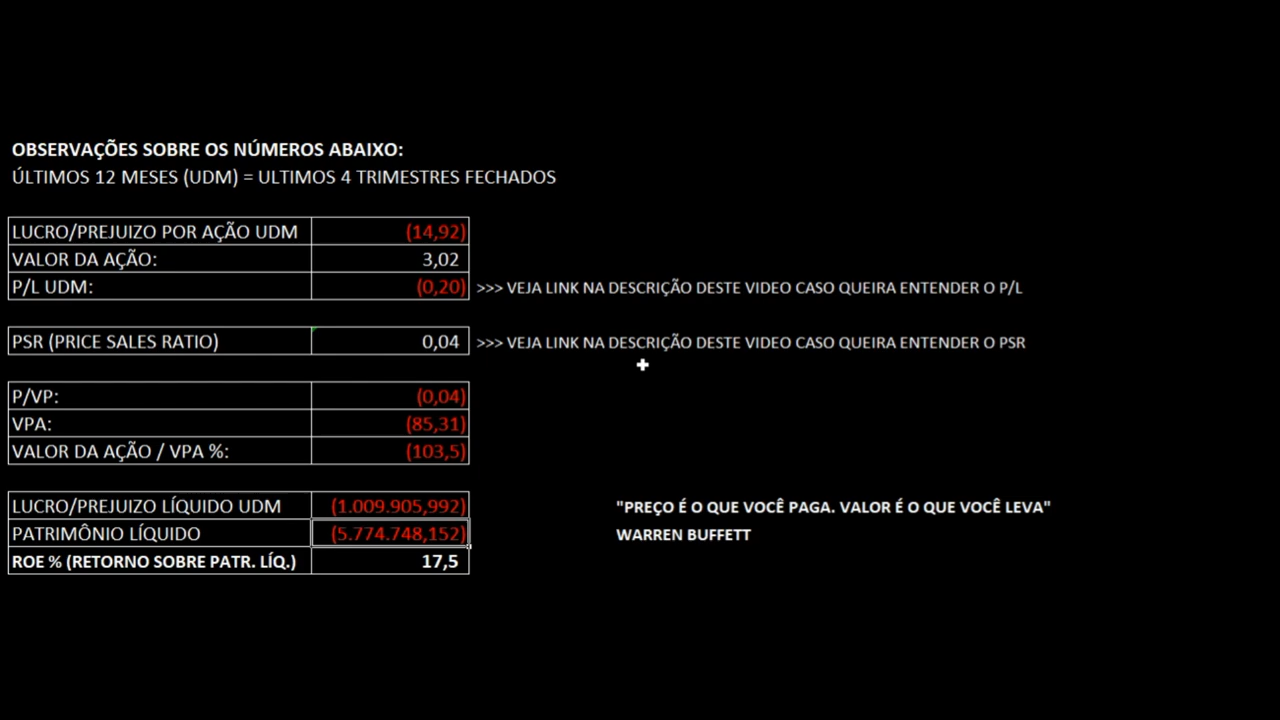 OBSERVAÇÕES SOBRE OS NÚMEROS ABAIXO:
ÚLTIMOS 12 MESES (UDM) = ULTIMOS 4 TRIMESTRES FECHADOS
LUCRO/PREJUIZO POR AÇÃO UDM (14,92)
VALOR DA AÇÃO: 3,02
P/L UDM: (0,20) >>> VEJA LINK NA DESCRIÇÃO DESTE VIDEO CASO QUEIRA ENTENDER O P/L
PSR (PRICE SALES RATIO) 0,04 >>> VEJA LINK NA DESCRIÇÃO DESTE VIDEO CASO QUEIRA ENTENDER O PSR
P/VP: (0,04)
VPA: (85,31)
VALOR DA AÇÃO / VPA %: (103,5)
LUCRO/PREJUIZO LÍQUIDO UDM (1.009.905,992) "PREÇO É O QUE VOCÊ PAGA. VALOR É O QUE VOCÊ LEVA"
PATRIMÔNIO LÍQUIDO (5.774.748,152) WARREN BUFFETT
ROE % (RETORNO SOBRE PATR. LÍQ.) 17,5